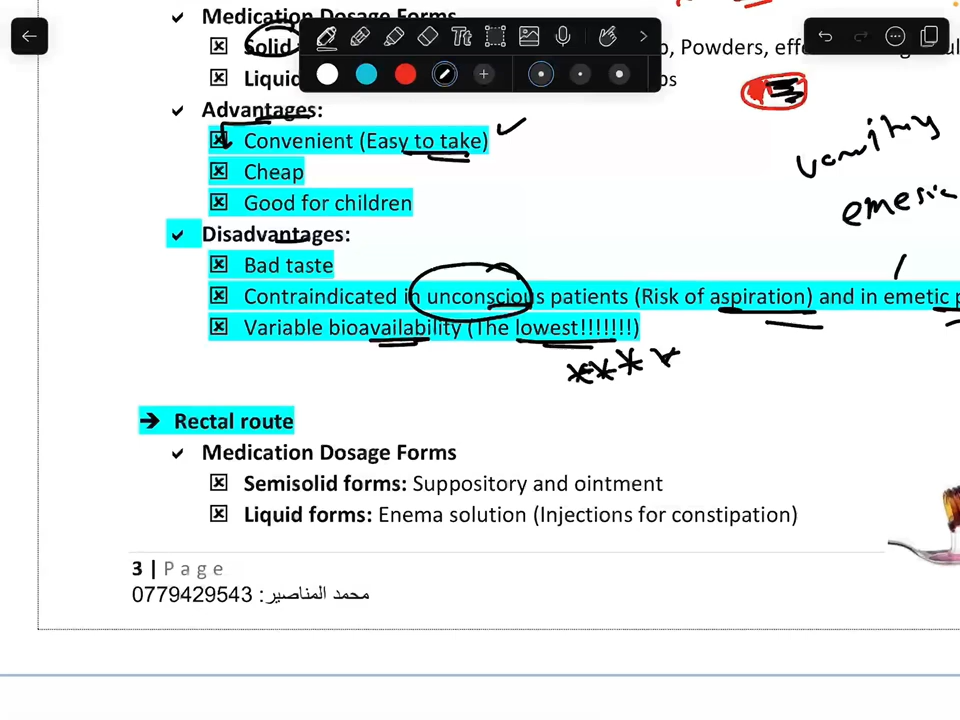 Medication Dosage Forms
Solid , Powders,
Liquid
Advantages:
Convenient (Easy to take)
Cheap
Good for children
vomiting
Disadvantages:
Bad taste
Contraindicated in unconscious patients (Risk of aspiration) and in emetic p
Variable bioavailability (The lowest!!!!!!!)
→ Rectal route
Medication Dosage Forms
Semisolid forms: Suppository and ointment
Liquid forms: Enema solution (Injections for constipation)
3 | Page
محمد المناصير: 0779429543
Tt